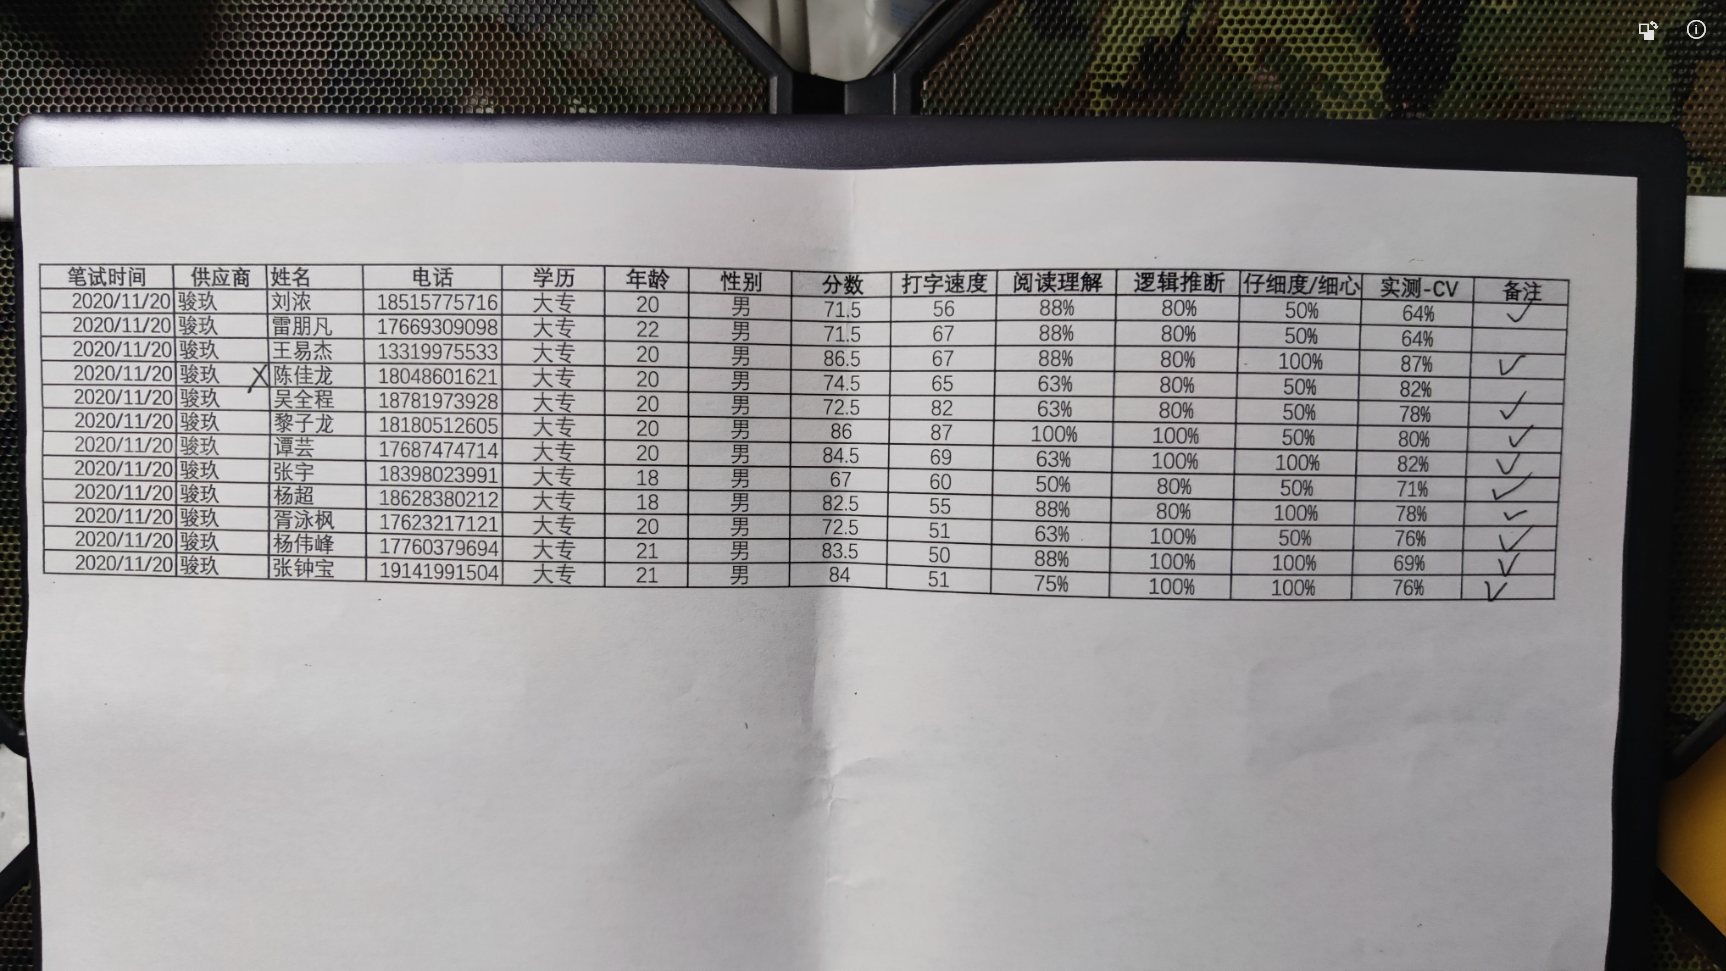 笔试时间 供应商 姓名 电话 学历 年龄 性别 分数 打字速度 阅读理解 逻辑推断 仔细度/细心 实测-CV 备注
2020/11/20 骏玖 刘浓 18515775716 大专 20 男 71.5 56 88% 80% 50% 64% ✓
2020/11/20 骏玖 雷朋凡 17669309098 大专 22 男 71.5 67 88% 80% 50% 64%
2020/11/20 骏玖 王易杰 13319975533 大专 20 男 86.5 67 88% 80% 100% 87% ✓
2020/11/20 骏玖 X 陈佳龙 18048601621 大专 20 男 74.5 65 63% 80% 50% 82%
2020/11/20 骏玖 吴全程 18781973928 大专 20 男 72.5 82 63% 80% 50% 78% ✓
2020/11/20 骏玖 黎子龙 18180512605 大专 20 男 86 87 100% 100% 50% 80% ✓
2020/11/20 骏玖 谭芸 17687474714 大专 20 男 84.5 69 63% 100% 100% 82% ✓
2020/11/20 骏玖 张宇 18398023991 大专 18 男 67 60 50% 80% 50% 71% ✓
2020/11/20 骏玖 杨超 18628380212 大专 18 男 82.5 55 88% 80% 100% 78% ✓
2020/11/20 骏玖 胥泳枫 17623217121 大专 20 男 72.5 51 63% 100% 50% 76% ✓
2020/11/20 骏玖 杨伟峰 17760379694 大专 21 男 83.5 50 88% 100% 100% 69% ✓
2020/11/20 骏玖 张钟宝 19141991504 大专 21 男 84 51 75% 100% 100% 76% ✓